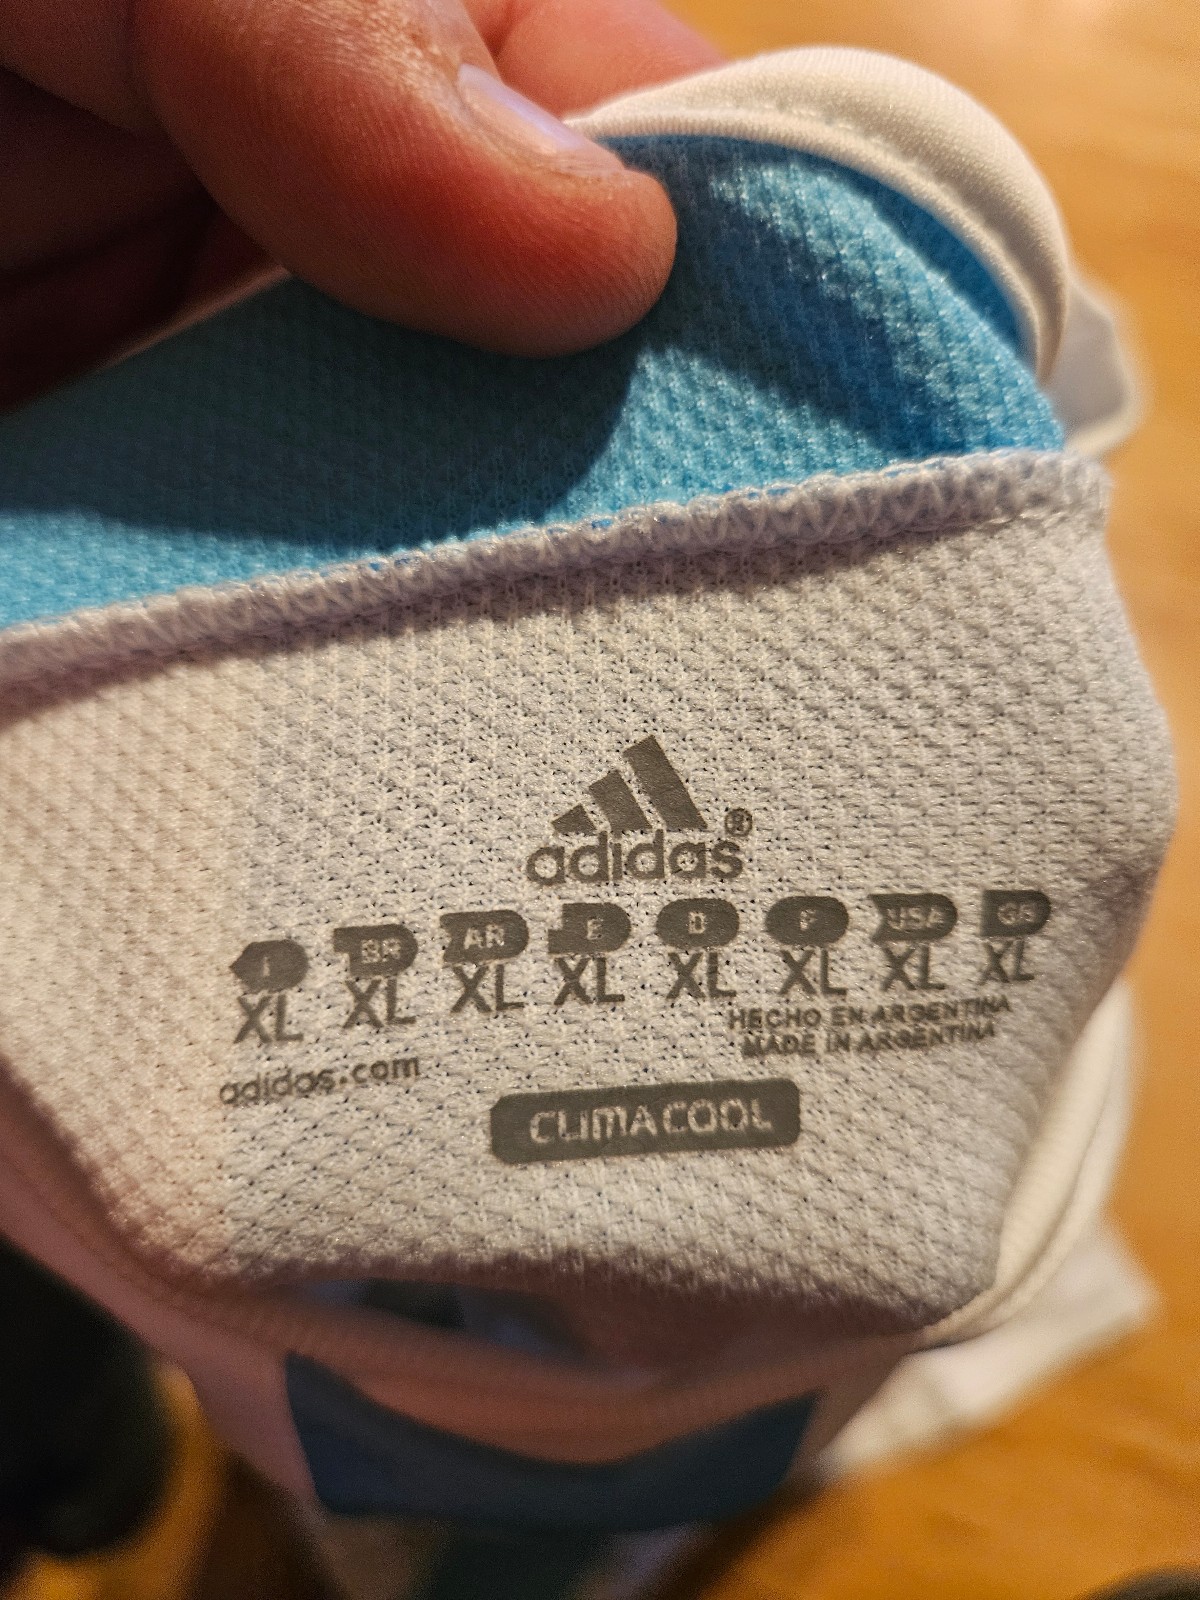 adidas®
I BR AR E D F USA GB
XL XL XL XL XL XL XL XL
HECHO EN ARGENTINA
MADE IN ARGENTINA
adidas.com
CLIMACOOL